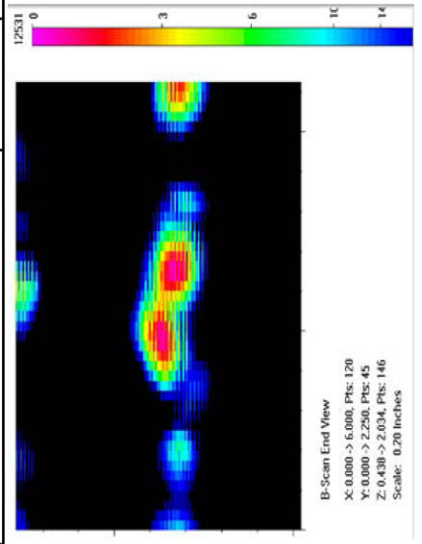 12531
0
3
6
10
14
B-Scan End View
X: 0.000 -> 6.000, Pts: 120
Y: 0.000 -> 2.250, Pts: 45
Z: 0.438 -> 2.034, Pts: 146
Scale: 0.20 Inches